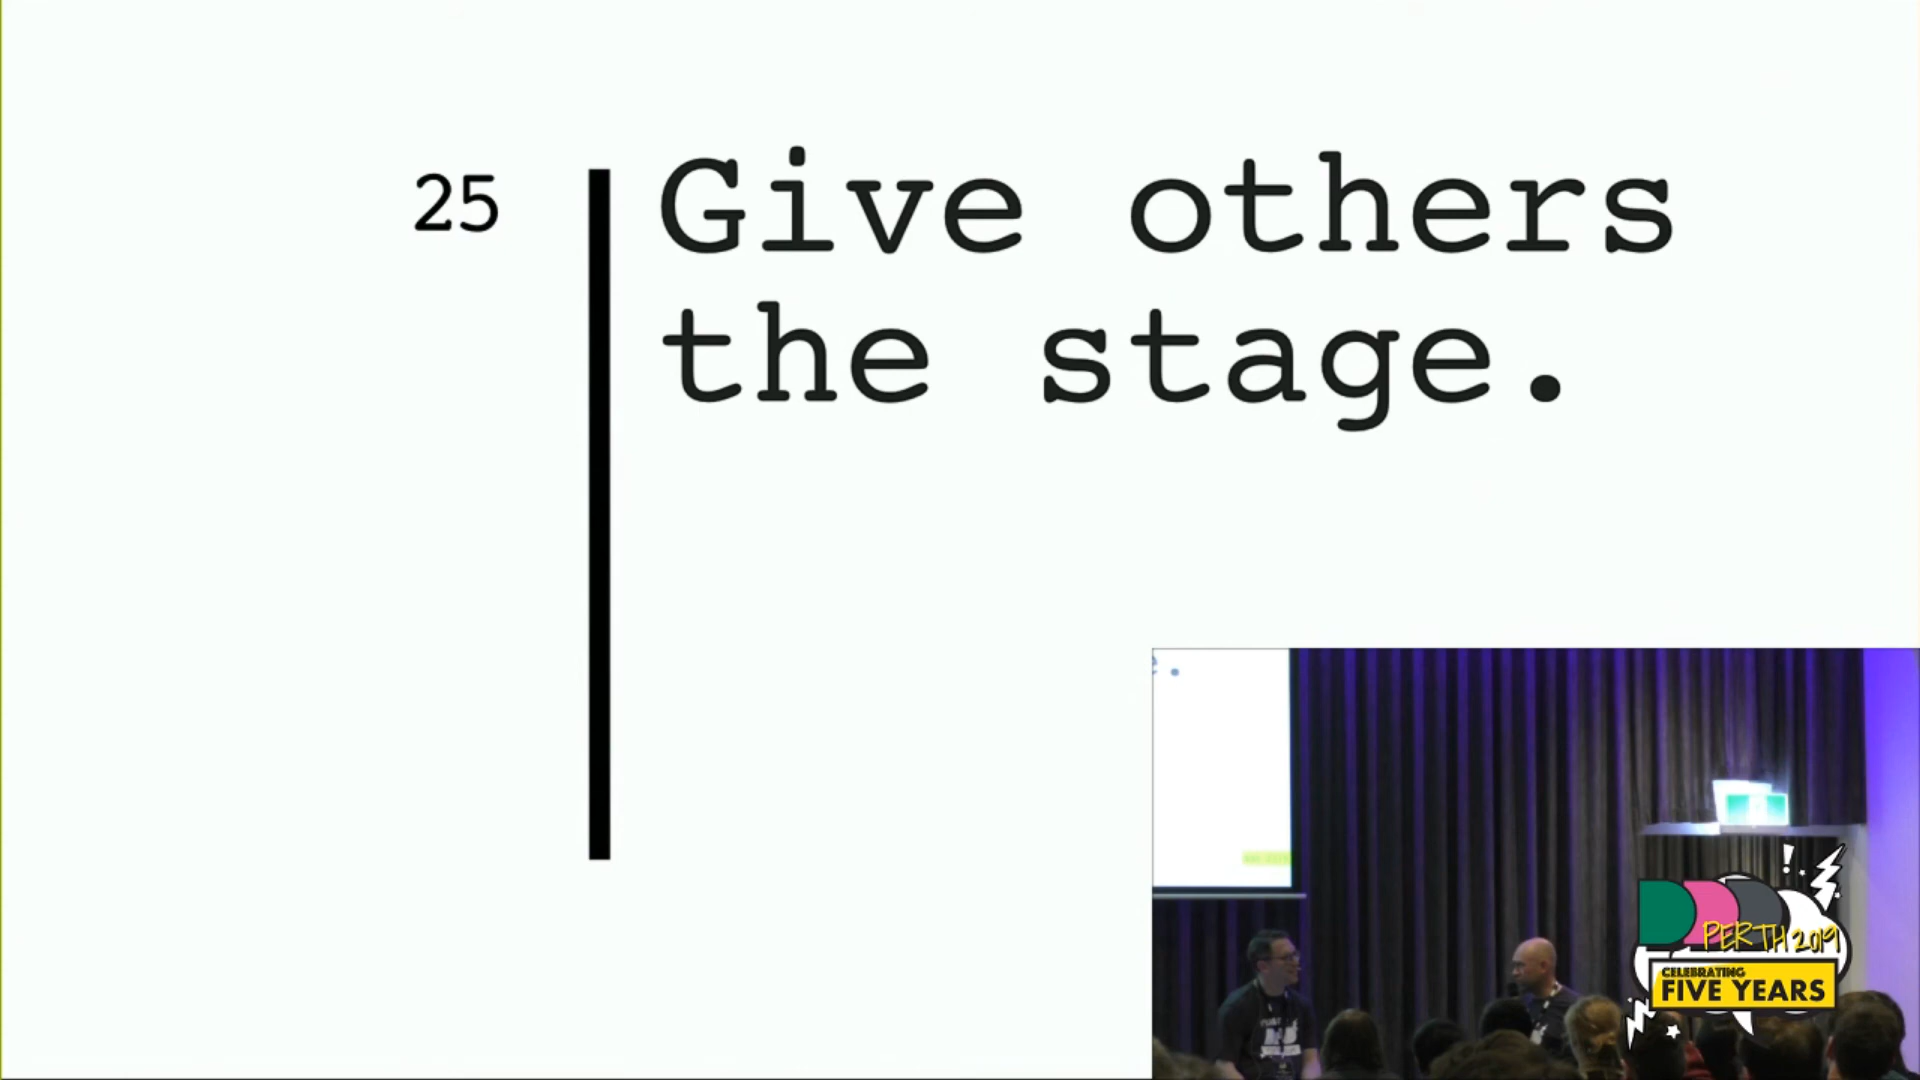 25
Give others
the stage.
PERTH 2019
CELEBRATING
FIVE YEARS